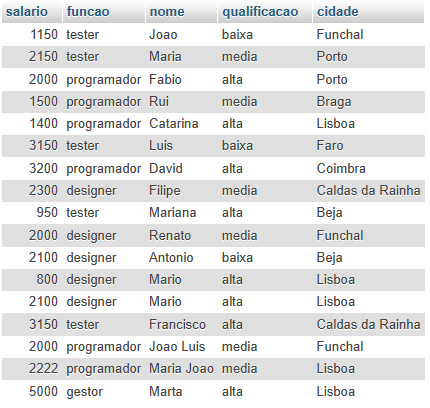 salario funcao nome qualificacao cidade
1150 tester Joao baixa Funchal
2150 tester Maria media Porto
2000 programador Fabio alta Porto
1500 programador Rui media Braga
1400 programador Catarina alta Lisboa
3150 tester Luis baixa Faro
3200 programador David alta Coimbra
2300 designer Filipe media Caldas da Rainha
950 tester Mariana alta Beja
2000 designer Renato media Funchal
2100 designer Antonio baixa Beja
800 designer Mario alta Lisboa
2100 designer Mario alta Lisboa
3150 tester Francisco alta Caldas da Rainha
2000 programador Joao Luis media Funchal
2222 programador Maria Joao media Lisboa
5000 gestor Marta alta Lisboa